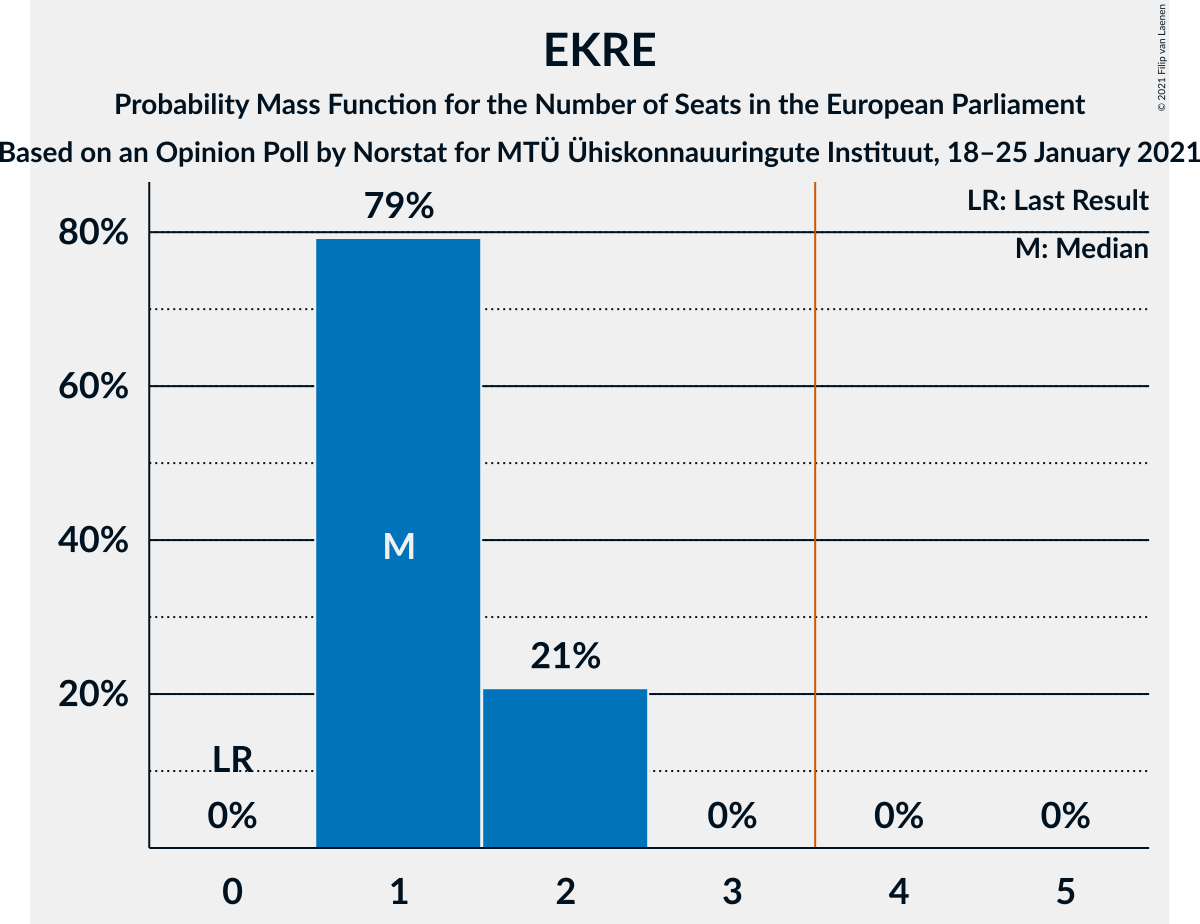 EKRE
Probability Mass Function for the Number of Seats in the European Parliament
Based on an Opinion Poll by Norstat for MTÜ Ühiskonnauuringute Instituut, 18–25 January 2021
© 2021 Filip van Laenen
LR: Last Result
M: Median
80%
60%
40%
20%
79%
M
21%
LR
0%
0%
0%
0%
0 1 2 3 4 5